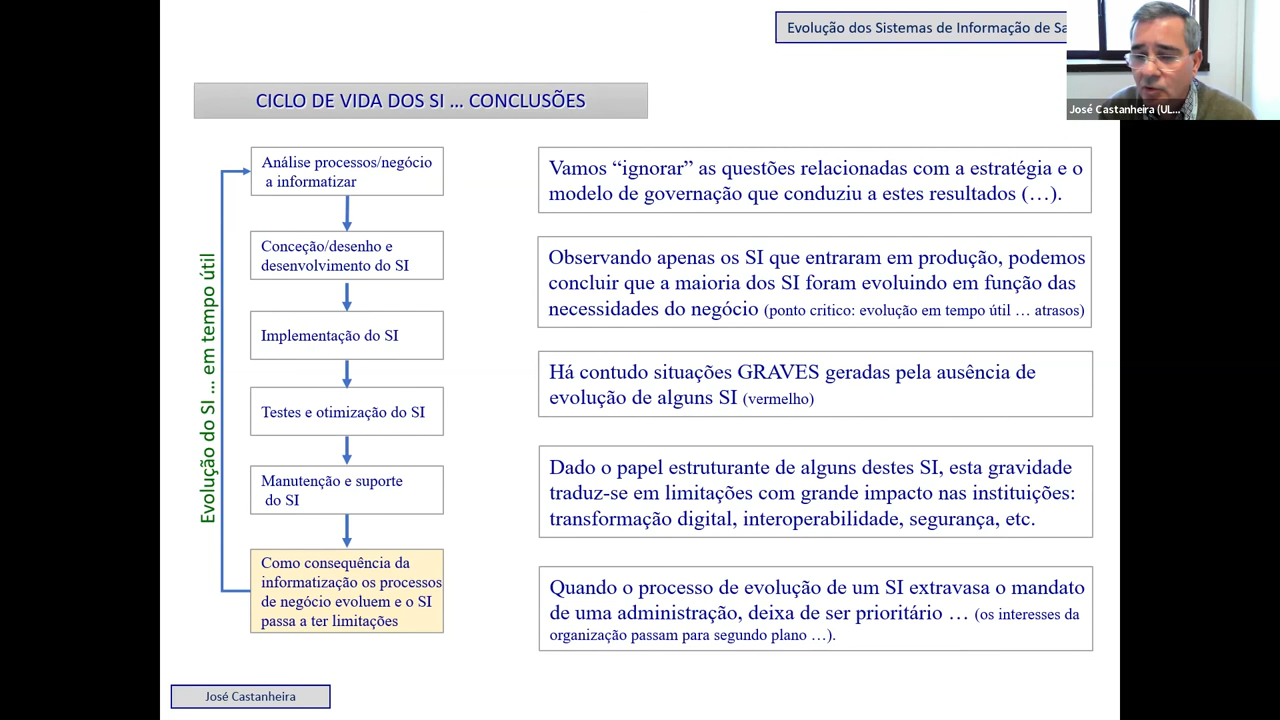 Evolução dos Sistemas de Informação de
José Castanheira (UL...
CICLO DE VIDA DOS SI ... CONCLUSÕES
Evolução do SI ... em tempo útil
Análise processos/negócio
a informatizar
Conceção/desenho e
desenvolvimento do SI
Implementação do SI
Testes e otimização do SI
Manutenção e suporte
do SI
Como consequência da
informatização os processos
de negócio evoluem e o SI
passa a ter limitações
Vamos “ignorar” as questões relacionadas com a estratégia e o
modelo de governação que conduziu a estes resultados (…).
Observando apenas os SI que entraram em produção, podemos
concluir que a maioria dos SI foram evoluindo em função das
necessidades do negócio (ponto critico: evolução em tempo útil … atrasos)
Há contudo situações GRAVES geradas pela ausência de
evolução de alguns SI (vermelho)
Dado o papel estruturante de alguns destes SI, esta gravidade
traduz-se em limitações com grande impacto nas instituições:
transformação digital, interoperabilidade, segurança, etc.
Quando o processo de evolução de um SI extravasa o mandato
de uma administração, deixa de ser prioritário … (os interesses da
organização passam para segundo plano …).
José Castanheira